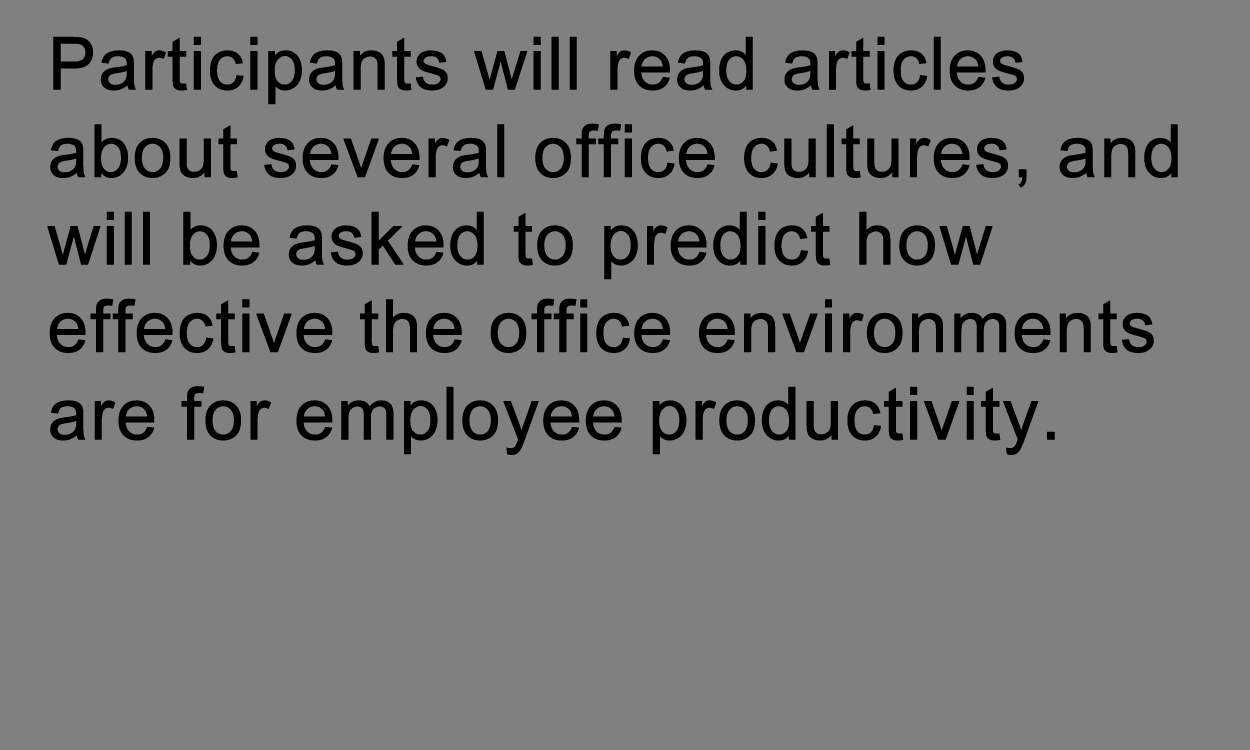 Participants will read articles
about several office cultures, and
will be asked to predict how
effective the office environments
are for employee productivity.